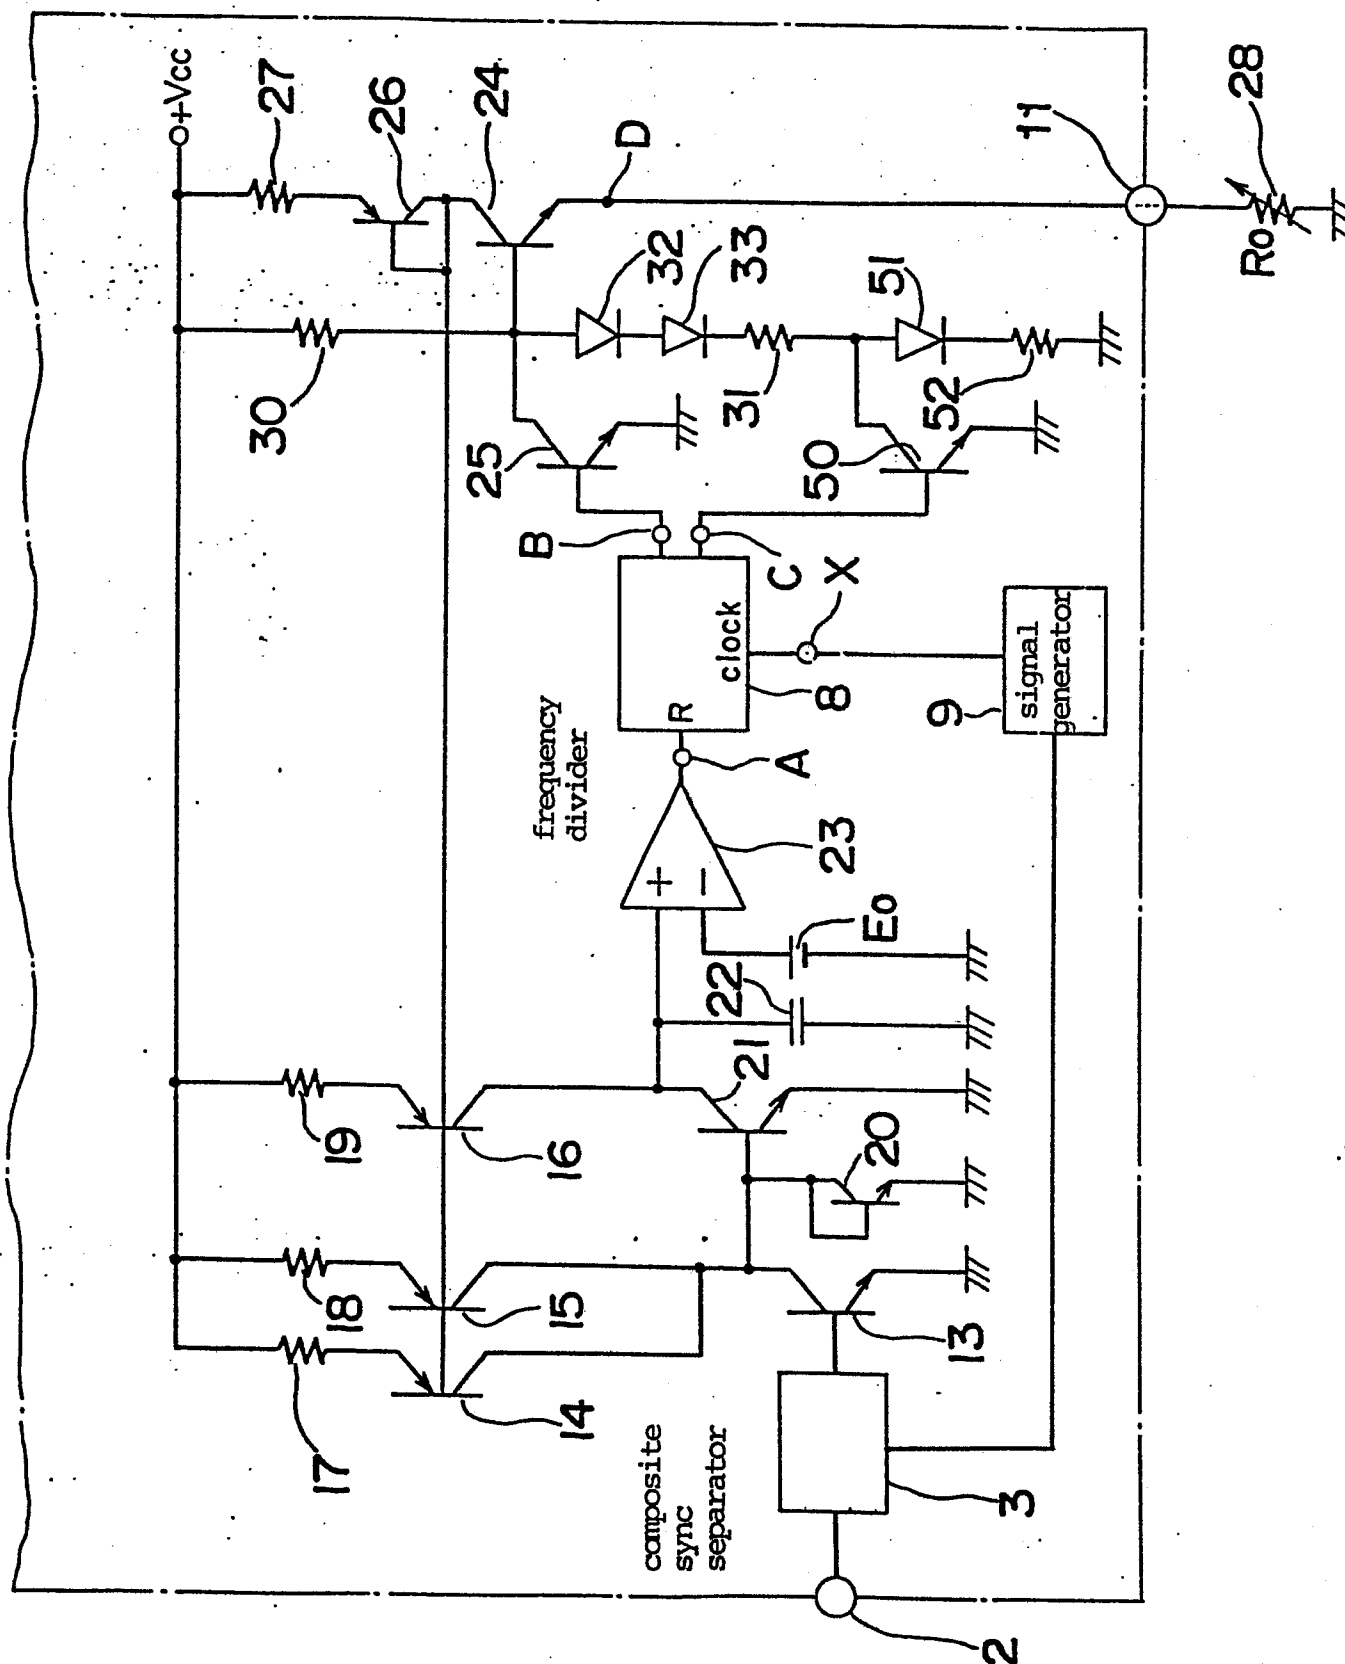 +Vcc
27
26
24
D
11
28
Ro
30
32
33
31
51
52
25
50
B
C
X
clock
R
8
A
frequency
divider
9
signal
generator
23
Eo
22
21
20
19
16
18
15
17
14
13
composite
sync
separator
3
2